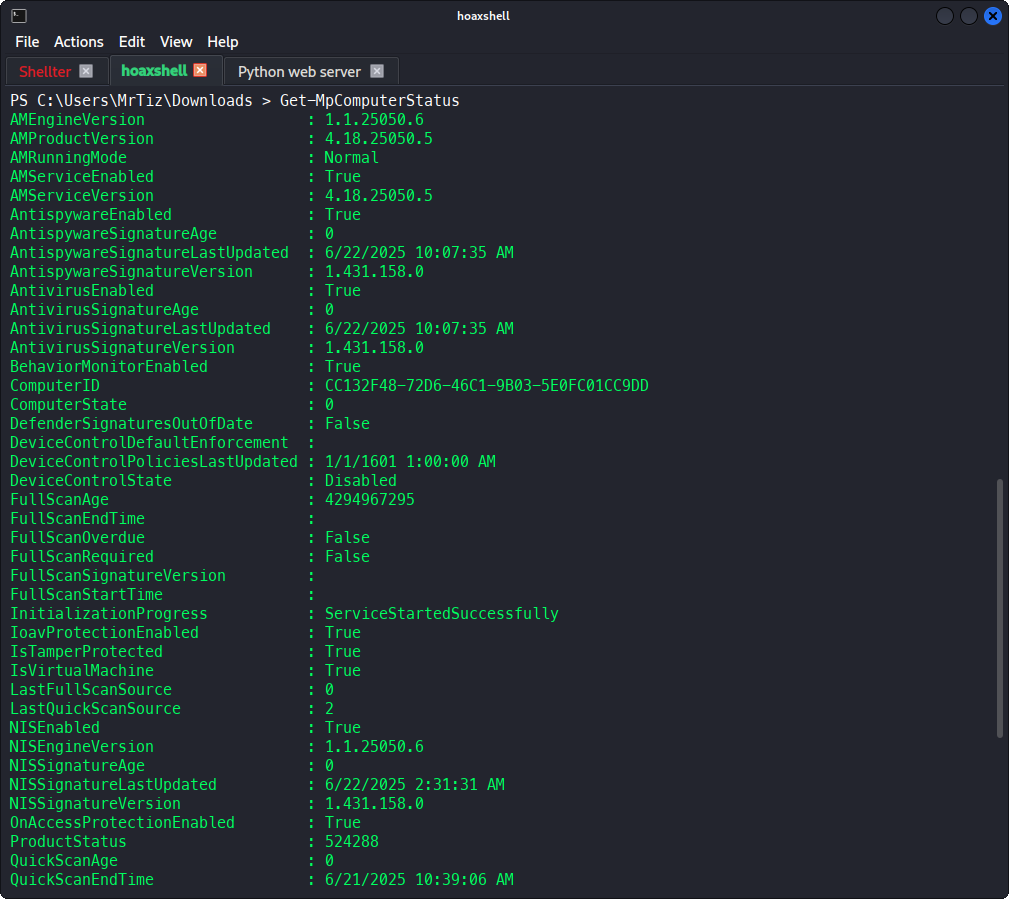 hoaxshell
File Actions Edit View Help
Shellter hoaxshell Python web server
PS C:\Users\MrTiz\Downloads > Get-MpComputerStatus
AMEngineVersion : 1.1.25050.6
AMProductVersion : 4.18.25050.5
AMRunningMode : Normal
AMServiceEnabled : True
AMServiceVersion : 4.18.25050.5
AntispywareEnabled : True
AntispywareSignatureAge : 0
AntispywareSignatureLastUpdated : 6/22/2025 10:07:35 AM
AntispywareSignatureVersion : 1.431.158.0
AntivirusEnabled : True
AntivirusSignatureAge : 0
AntivirusSignatureLastUpdated : 6/22/2025 10:07:35 AM
AntivirusSignatureVersion : 1.431.158.0
BehaviorMonitorEnabled : True
ComputerID : CC132F48-72D6-46C1-9B03-5E0FC01CC9DD
ComputerState : 0
DefenderSignaturesOutOfDate : False
DeviceControlDefaultEnforcement :
DeviceControlPoliciesLastUpdated : 1/1/1601 1:00:00 AM
DeviceControlState : Disabled
FullScanAge : 4294967295
FullScanEndTime :
FullScanOverdue : False
FullScanRequired : False
FullScanSignatureVersion :
FullScanStartTime :
InitializationProgress : ServiceStartedSuccessfully
IoavProtectionEnabled : True
IsTamperProtected : True
IsVirtualMachine : True
LastFullScanSource : 0
LastQuickScanSource : 2
NISEnabled : True
NISEngineVersion : 1.1.25050.6
NISSignatureAge : 0
NISSignatureLastUpdated : 6/22/2025 2:31:31 AM
NISSignatureVersion : 1.431.158.0
OnAccessProtectionEnabled : True
ProductStatus : 524288
QuickScanAge : 0
QuickScanEndTime : 6/21/2025 10:39:06 AM